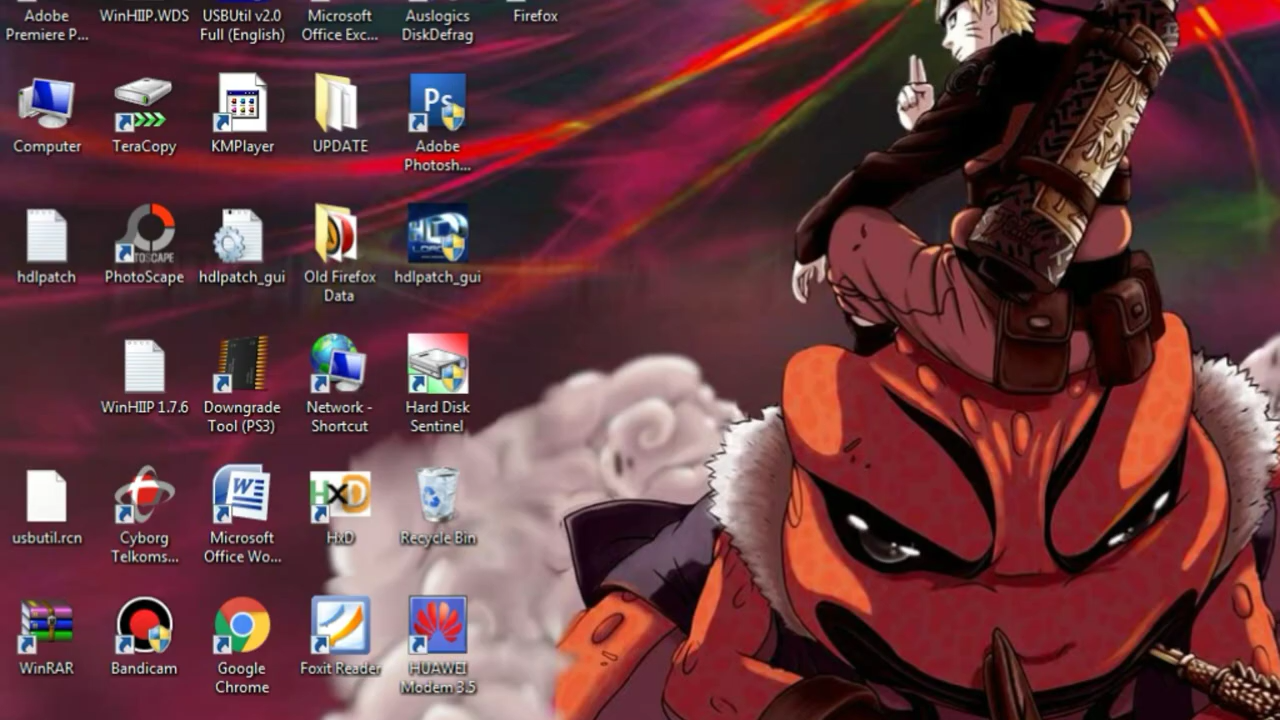 Adobe
Premiere P...
WinHIIP.WDS
USBUtil v2.0
Full (English)
Microsoft
Office Exc...
Auslogics
DiskDefrag
Firefox
Computer
TeraCopy
KMPlayer
UPDATE
Ps
Adobe
Photosh...
hdlpatch
TOSCAPE
PhotoScape
hdlpatch_gui
Old Firefox
Data
hdlpatch_gui
WinHIIP 1.7.6
Downgrade
Tool (PS3)
Network -
Shortcut
Hard Disk
Sentinel
usbutil.rcn
Cyborg
Telkoms...
W
Microsoft
Office Wo...
HxD
HxD
Recycle Bin
WinRAR
Bandicam
Google
Chrome
Foxit Reader
HUAWEI
Modem 3.5